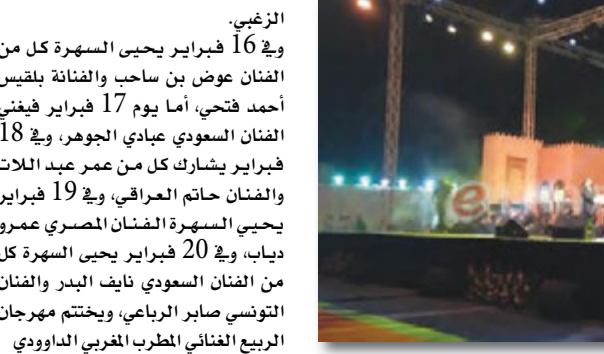 الزغبي.
وفي 16 فبراير يحيى السهرة كل من
الفنان عوض بن ساحب والفنانة بلقيس
أحمد فتحي، أما يوم 17 فبراير فيغني
الفنان السعودي عبادي الجوهر، وفي 18
فبراير يشارك كل من عمر عبد اللات
والفنان حاتم العراقي، وفي 19 فبراير
يحيي السهرة الفنان المصري عمرو
دياب، وفي 20 فبراير يحيى السهرة كل
من الفنان السعودي نايف البدر والفنان
التونسي صابر الرباعي، ويختتم مهرجان
الربيع الغنائي المطرب المغربي الداوودي
e